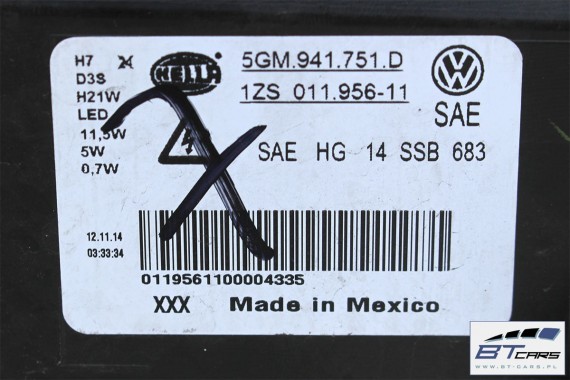 H7
D3S
H21W
LED
11,5W
5W
0,7W
HELLA
5GM.941.751.D
1ZS 011.956-11
VW
SAE
SAE HG 14 SSB 683
12.11.14
03:33:34
0119561100004335
XXX Made in Mexico
BTCARS
WWW.BT-CARS.PL